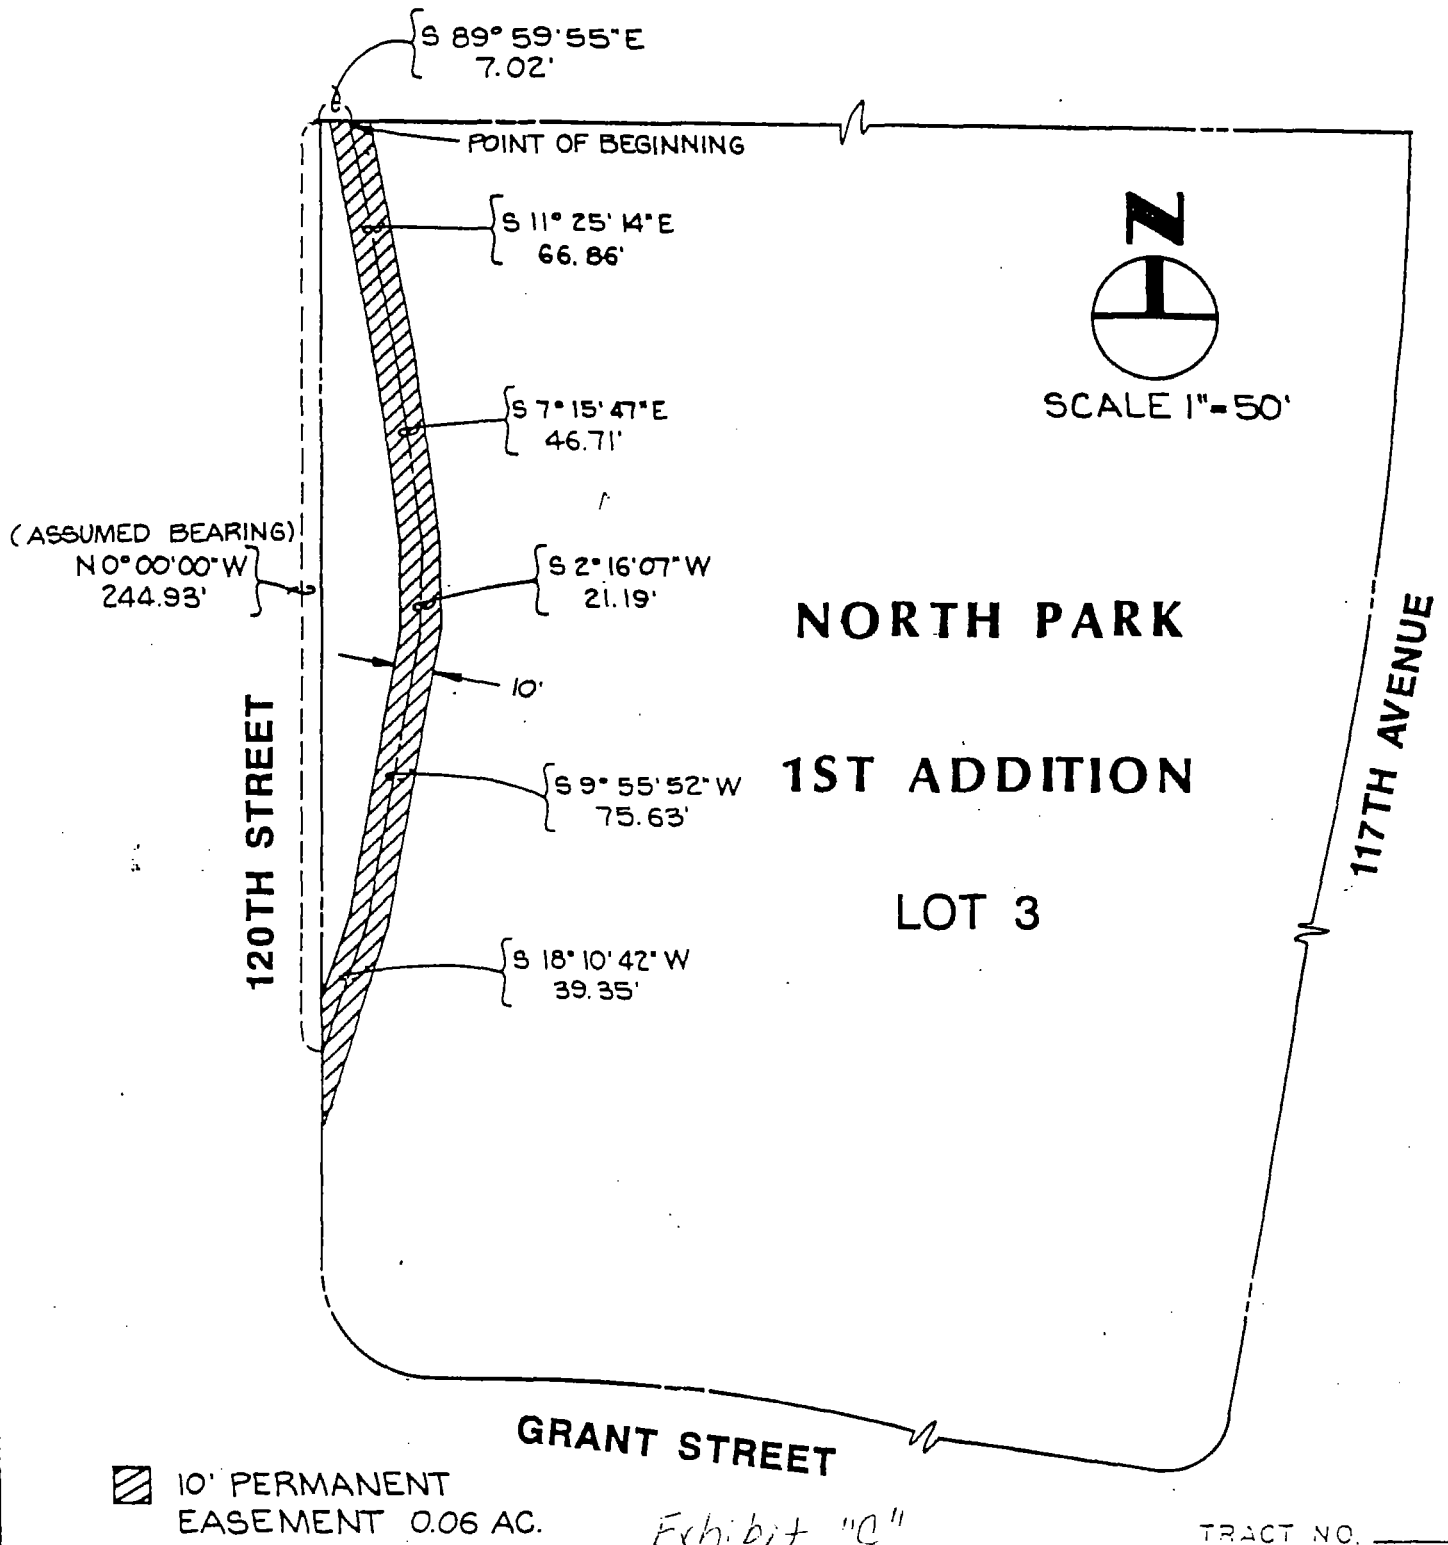 S 89° 59' 55" E
7.02'
POINT OF BEGINNING
S 11° 25' 14" E
66.86'
N
SCALE 1"=50'
S 7° 15' 47" E
46.71'
(ASSUMED BEARING)
N 0° 00' 00" W
244.93'
S 2° 16' 07" W
21.19'
NORTH PARK
10'
120TH STREET
S 9° 55' 52" W
75.63'
1ST ADDITION
117TH AVENUE
LOT 3
S 18° 10' 42" W
39.35'
GRANT STREET
10' PERMANENT
EASEMENT 0.06 AC.
Exhibit "C"
TRACT NO.